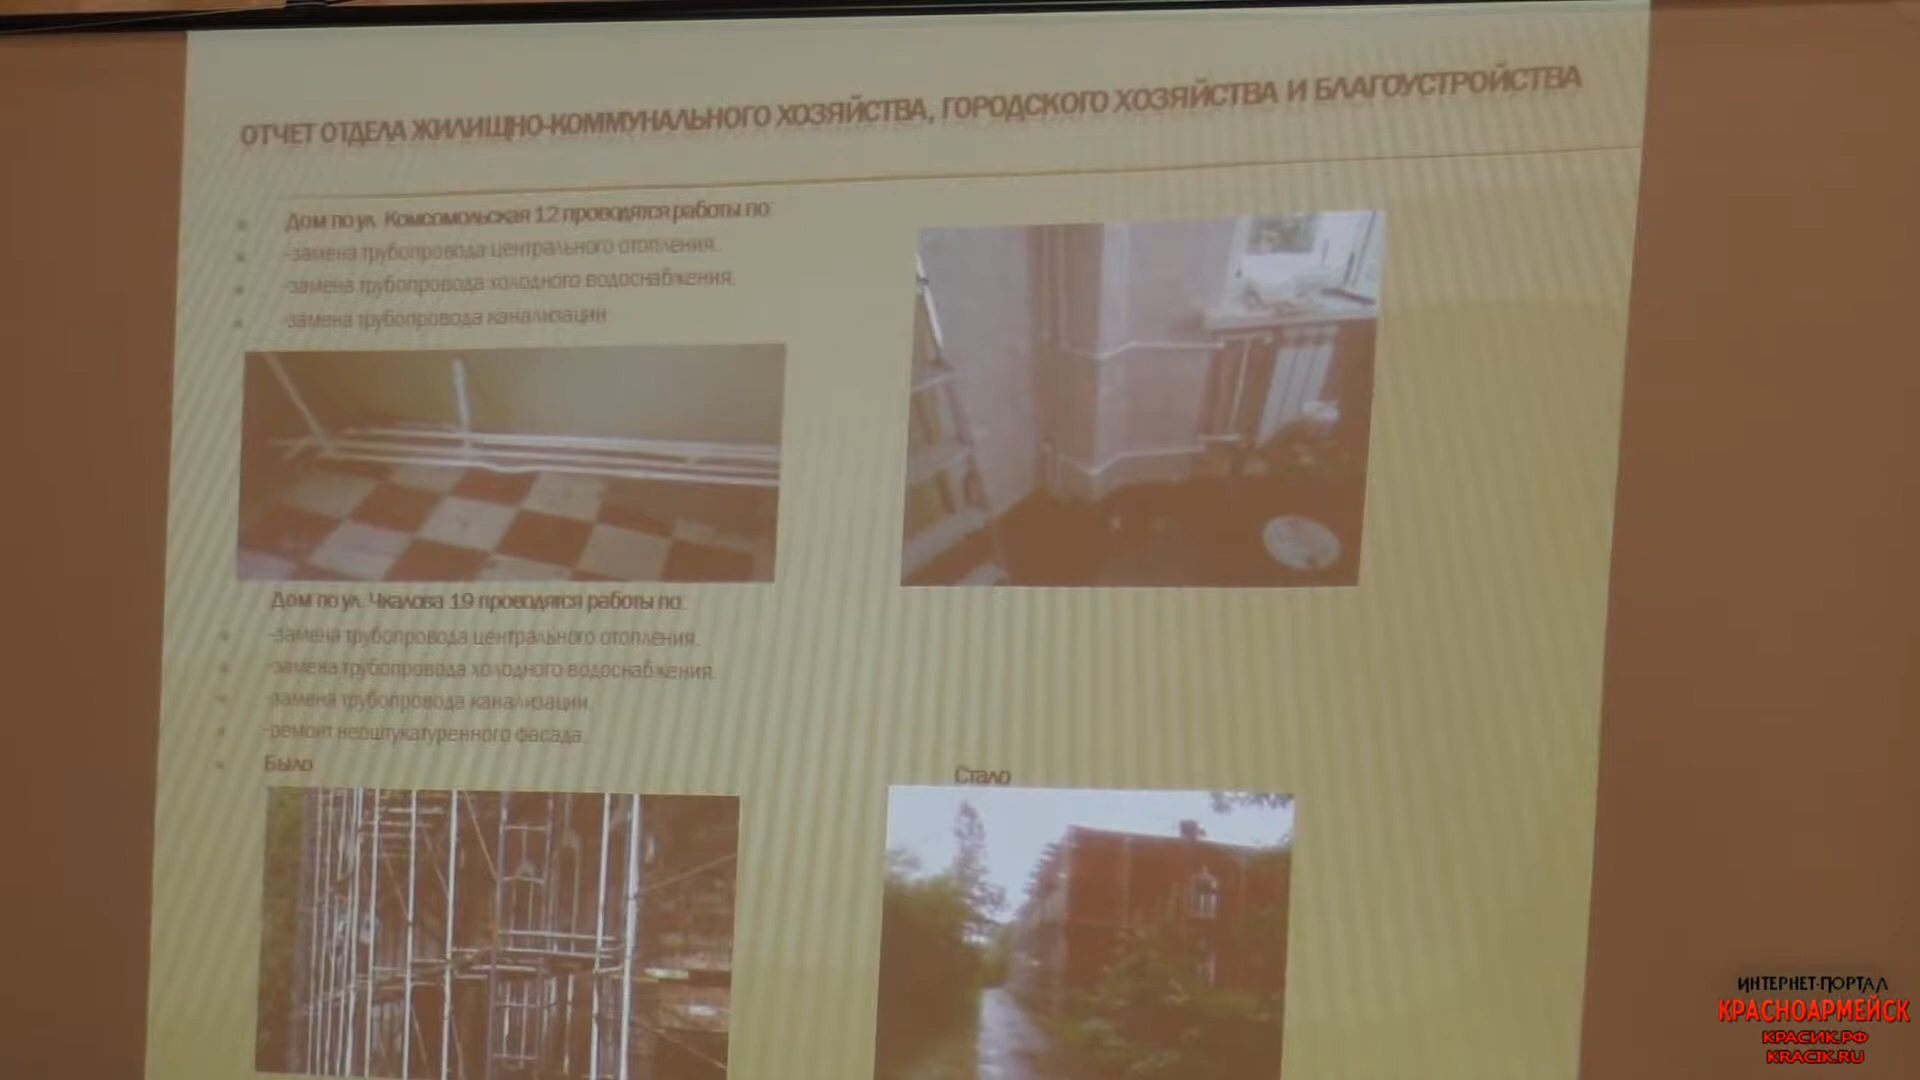 ОТЧЕТ ОТДЕЛА ЖИЛИЩНО-КОММУНАЛЬНОГО ХОЗЯЙСТВА, ГОРОДСКОГО ХОЗЯЙСТВА И БЛАГОУСТРОЙСТВА
Дом по ул. Комсомольская 12 проводятся работы по:
-замена трубопровода центрального отопления.
-замена трубопровода холодного водоснабжения.
-замена трубопровода канализации
Дом по ул. Чкалова 19 проводятся работы по:
-замена трубопровода центрального отопления.
-замена трубопровода холодного водоснабжения.
-замена трубопровода канализации.
-ремонт неоштукатуренного фасада.
Было
Стало
ИНТЕРНЕТ-ПОРТАЛ
КРАСНОАРМЕЙСК
КРАСИК.РФ
KRACIK.RU